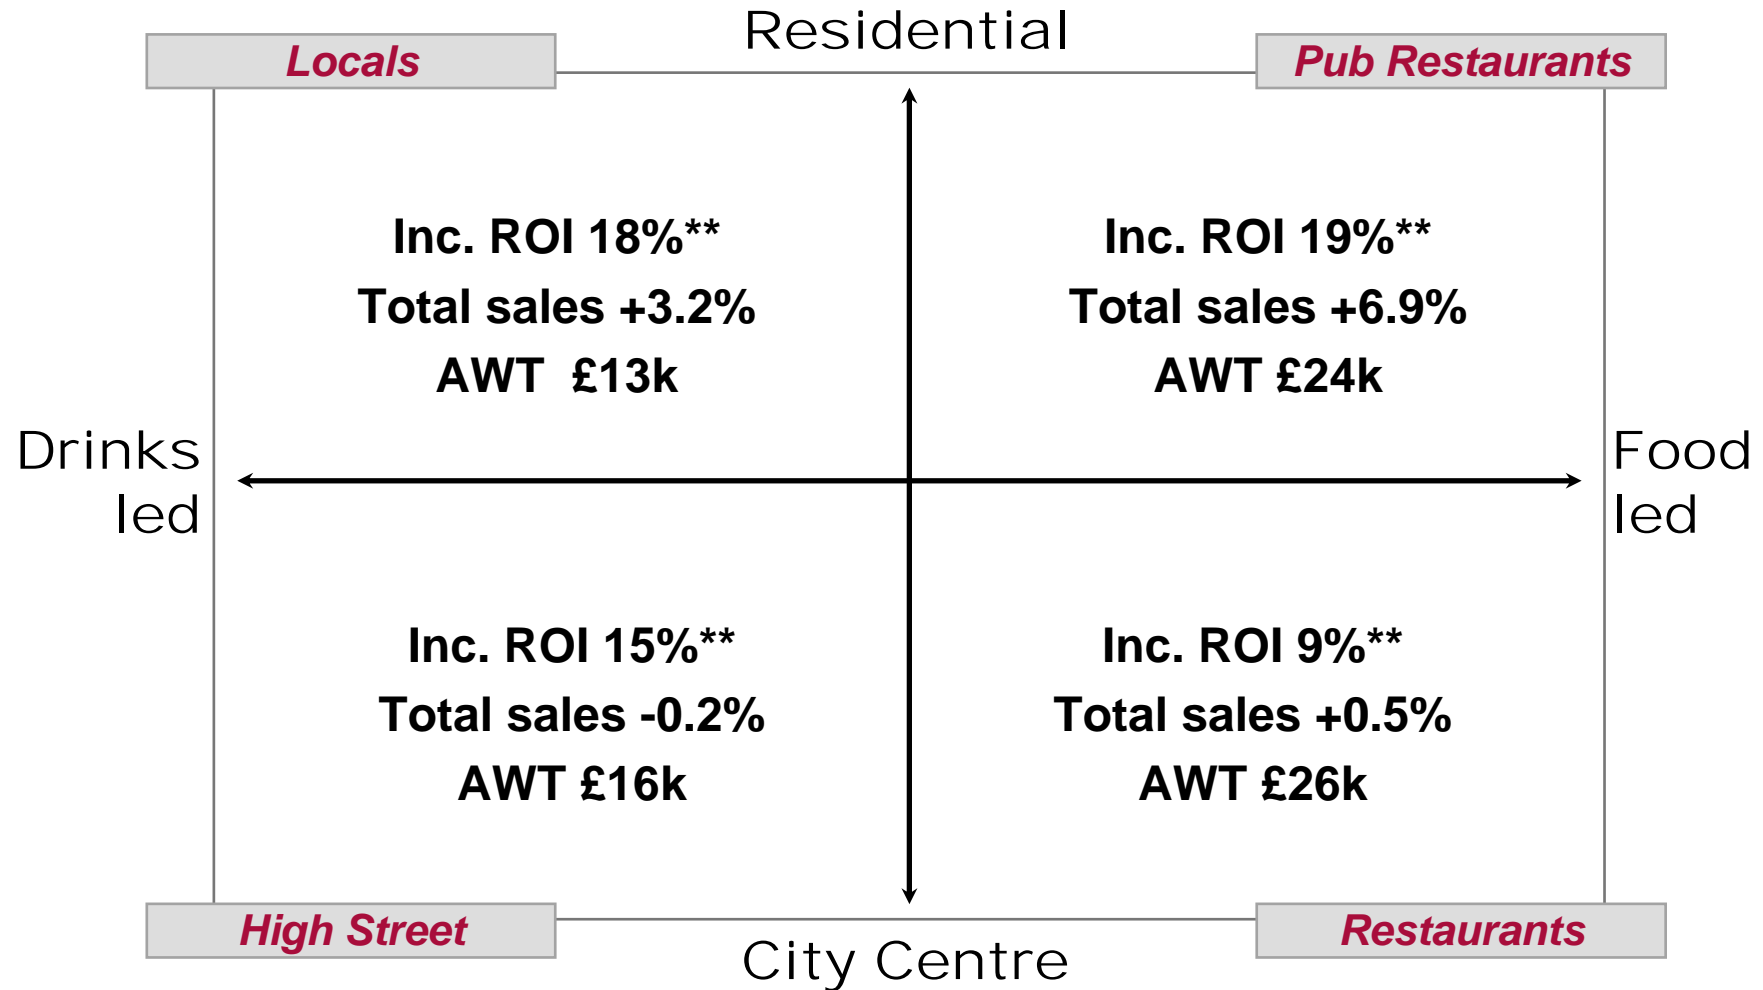 Residential
Locals
Pub Restaurants
Inc. ROI 18%**
Total sales +3.2%
AWT £13k
Inc. ROI 19%**
Total sales +6.9%
AWT £24k
Drinks
led
Food
led
Inc. ROI 15%**
Total sales -0.2%
AWT £16k
Inc. ROI 9%**
Total sales +0.5%
AWT £26k
High Street
Restaurants
City Centre